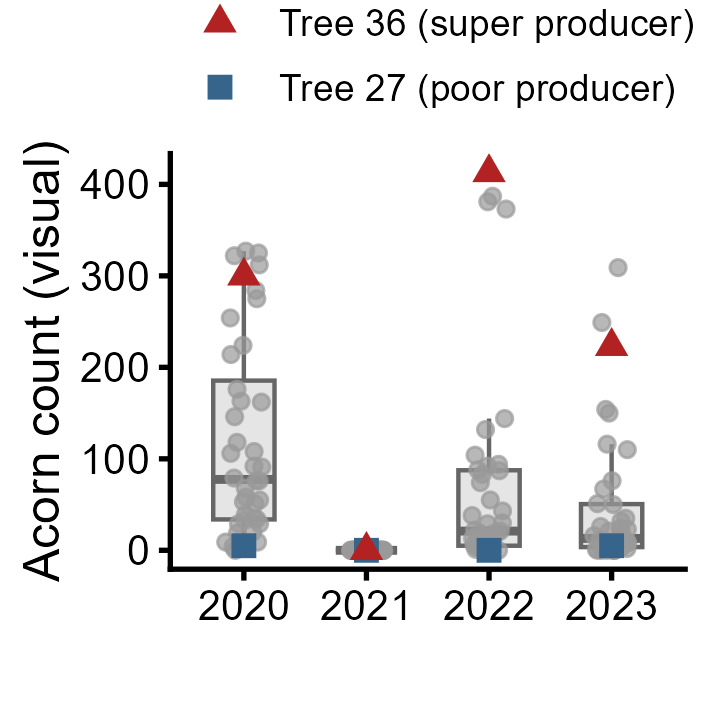 Tree 36 (super producer)
Tree 27 (poor producer)
Acorn count (visual)
400
300
200
100
0
2020 2021 2022 2023